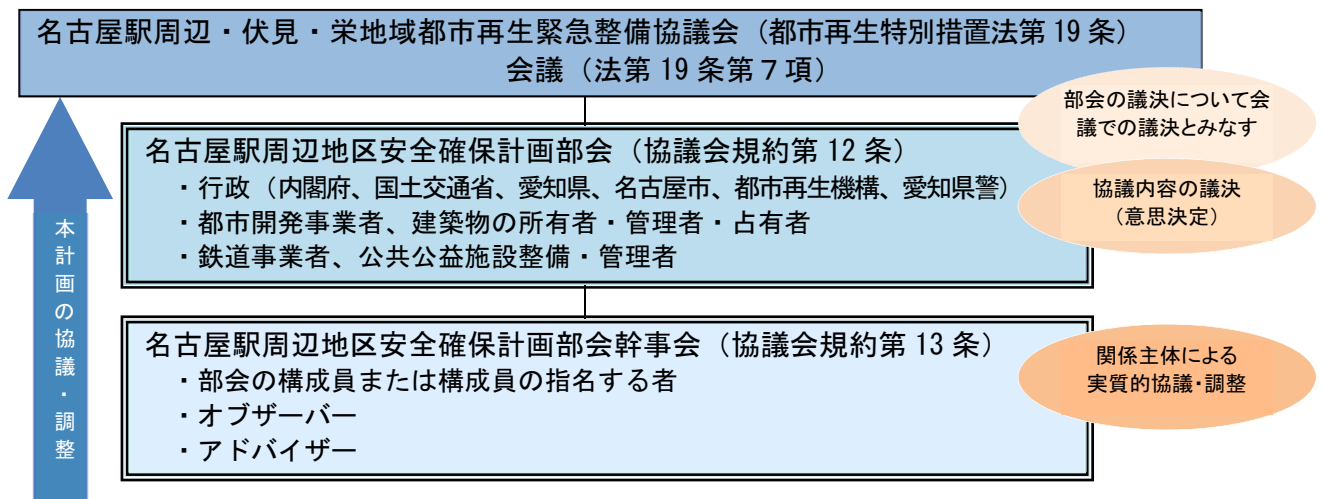 名古屋駅周辺・伏見・栄地域都市再生緊急整備協議会（都市再生特別措置法第19条）
会議（法第19条第７項）
部会の議決について会
議での議決とみなす
名古屋駅周辺地区安全確保計画部会（協議会規約第12条）
・行政（内閣府、国土交通省、愛知県、名古屋市、都市再生機構、愛知県警）
・都市開発事業者、建築物の所有者・管理者・占有者
・鉄道事業者、公共公益施設整備・管理者
協議内容の議決
（意思決定）
名古屋駅周辺地区安全確保計画部会幹事会（協議会規約第13条）
・部会の構成員または構成員の指名する者
・オブザーバー
・アドバイザー
関係主体による
実質的協議・調整
本計画の協議・調整